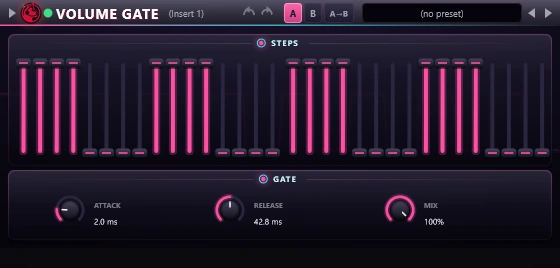 VOLUME GATE (Insert 1) A B A→B (no preset)
STEPS
GATE
ATTACK
2.0 ms
RELEASE
42.8 ms
MIX
100%